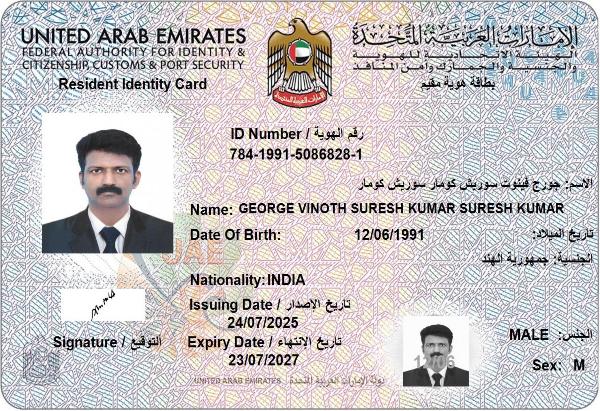 UNITED ARAB EMIRATES
FEDERAL AUTHORITY FOR IDENTITY &
CITIZENSHIP, CUSTOMS & PORT SECURITY
Resident Identity Card
الإمارات العربية المتحدة
الهيئة الاتحادية للهوية
والجنسية والجمارك وأمن المنافذ
بطاقة هوية مقيم
ID Number / رقم الهوية
784-1991-5086828-1
الاسم: جورج فينوت سوريش كومار سوريش كومار
Name: GEORGE VINOTH SURESH KUMAR SURESH KUMAR
Date Of Birth: 12/06/1991 تاريخ الميلاد:
الجنسية: جمهورية الهند
Nationality: INDIA
Issuing Date / تاريخ الاصدار
24/07/2025
Signature / التوقيع Expiry Date / تاريخ الإنتهاء
23/07/2027
MALE الجنس:
Sex: M
UNITED ARAB EMIRATES دولة الإمارات العربية المتحدة